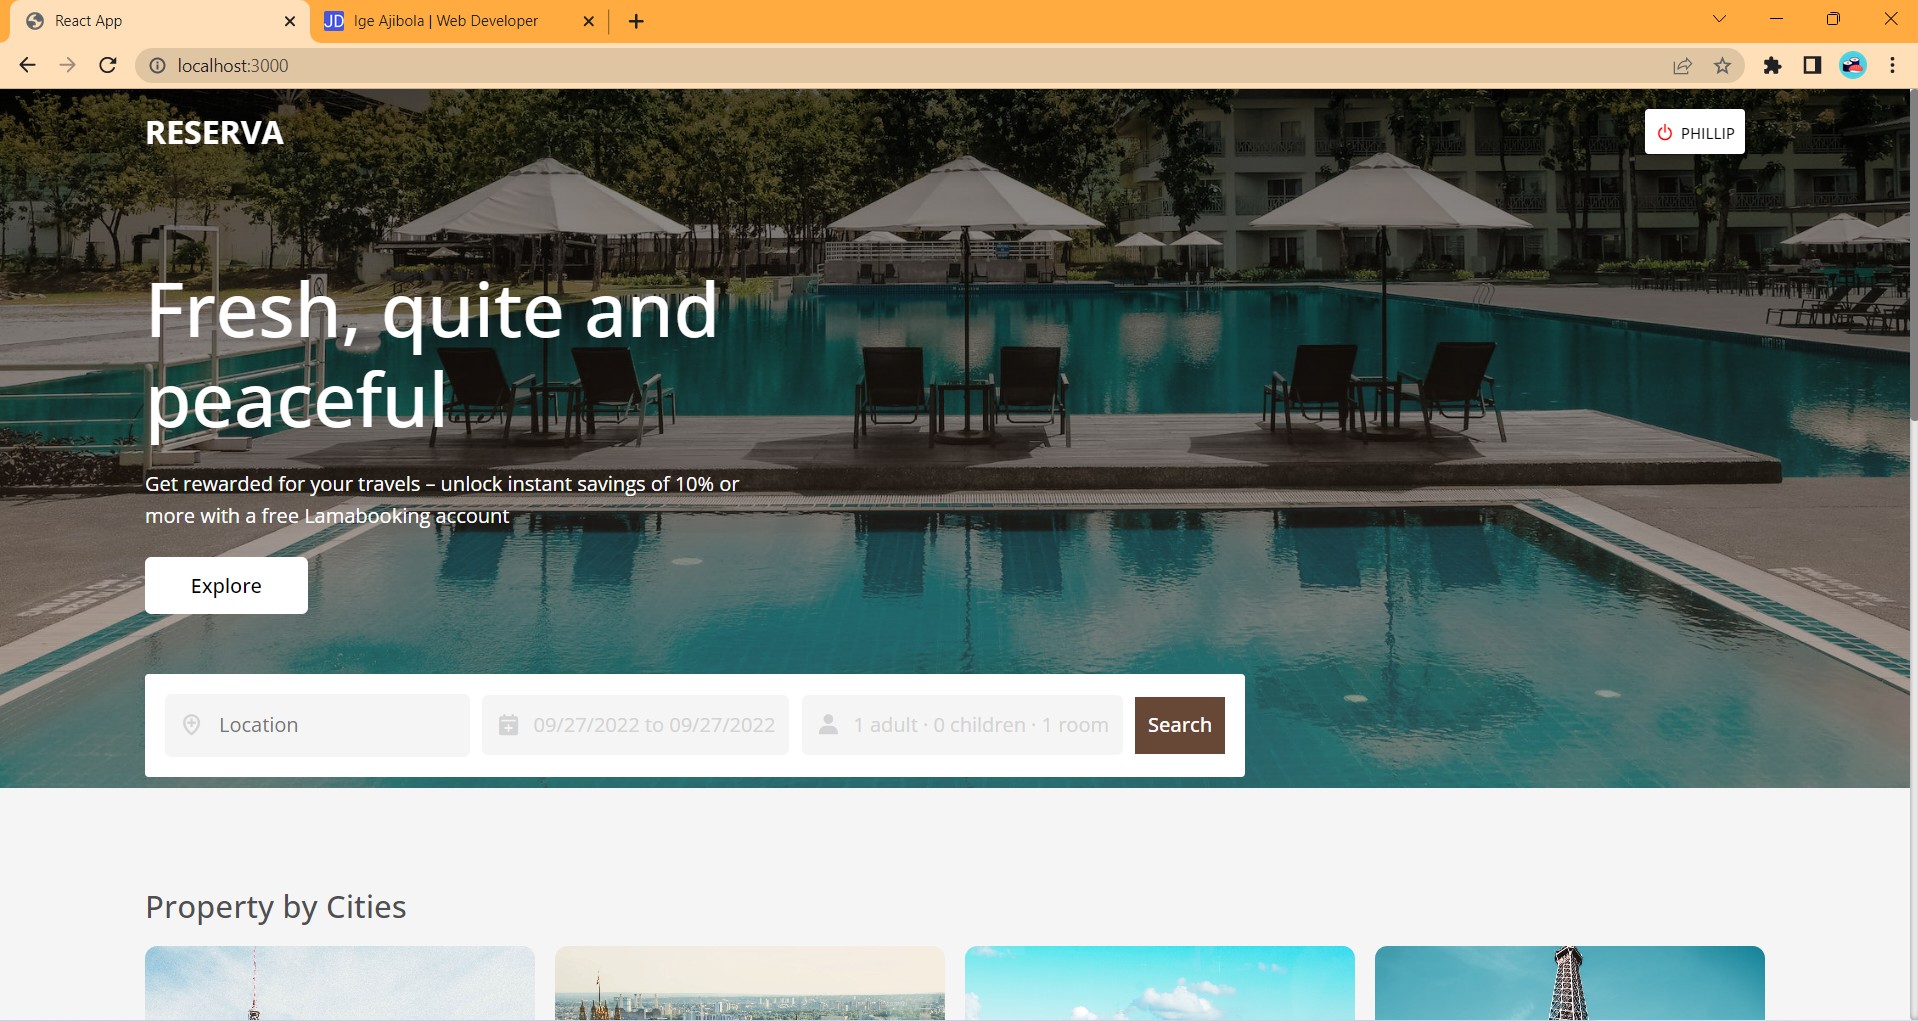 React App
JD Ige Ajibola | Web Developer
localhost:3000
RESERVA
PHILLIP
Fresh, quite and
peaceful
Get rewarded for your travels – unlock instant savings of 10% or
more with a free Lamabooking account
Explore
Location
09/27/2022 to 09/27/2022
1 adult · 0 children · 1 room
Search
Property by Cities